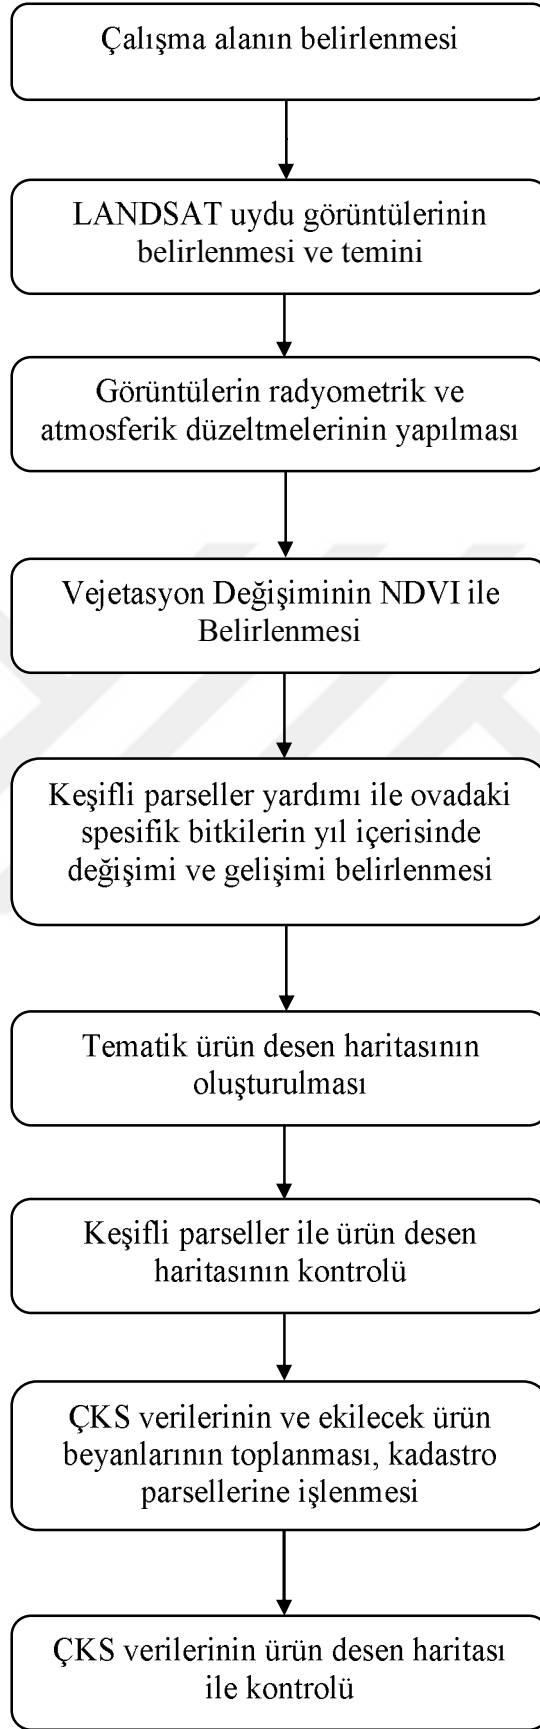 Çalışma alanın belirlenmesi
LANDSAT uydu görüntülerinin
belirlenmesi ve temini
Görüntülerin radyometrik ve
atmosferik düzeltmelerinin yapılması
Vejetasyon Değişiminin NDVI ile
Belirlenmesi
Keşifli parseller yardımı ile ovadaki
spesifik bitkilerin yıl içerisinde
değişimi ve gelişimi belirlenmesi
Tematik ürün desen haritasının
oluşturulması
Keşifli parseller ile ürün desen
haritasının kontrolü
ÇKS verilerinin ve ekilecek ürün
beyanlarının toplanması, kadastro
parsellerine işlenmesi
ÇKS verilerinin ürün desen haritası
ile kontrolü